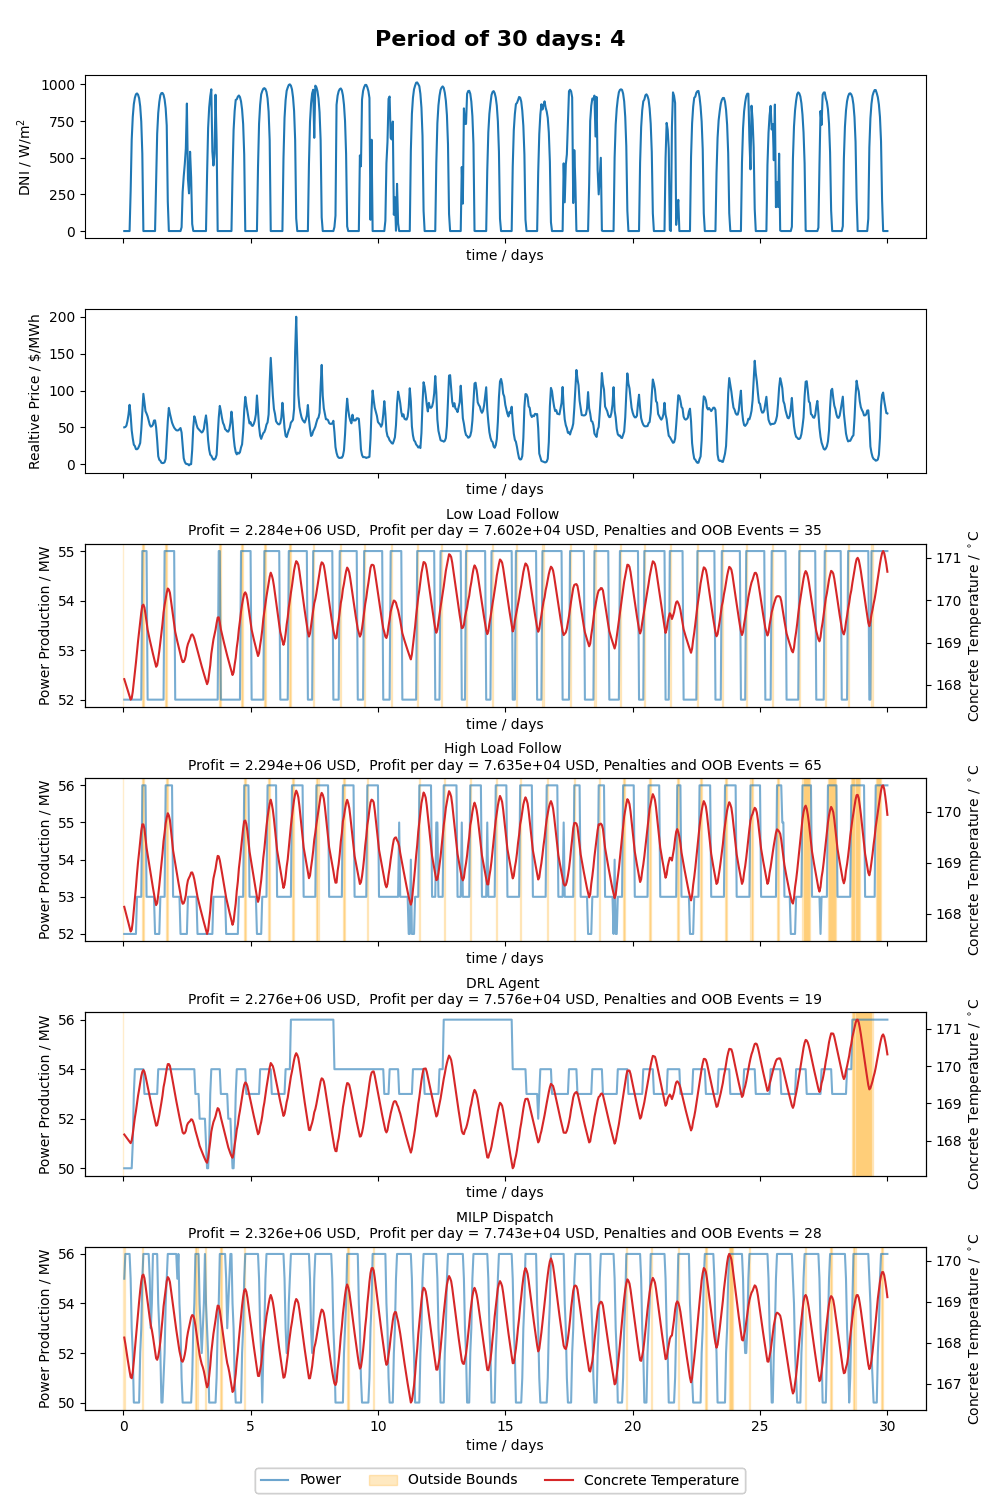 Period of 30 days: 4
DNI / W/m²
1000
750
500
250
0
time / days
Realtive Price / $/MWh
200
150
100
50
0
time / days
Low Load Follow
Profit = 2.284e+06 USD,  Profit per day = 7.602e+04 USD, Penalties and OOB Events = 35
Power Production / MW
55
54
53
52
171
170
169
168
Concrete Temperature / °C
time / days
High Load Follow
Profit = 2.294e+06 USD,  Profit per day = 7.635e+04 USD, Penalties and OOB Events = 65
Power Production / MW
56
55
54
53
52
170
169
168
Concrete Temperature / °C
time / days
DRL Agent
Profit = 2.276e+06 USD,  Profit per day = 7.576e+04 USD, Penalties and OOB Events = 19
Power Production / MW
56
54
52
50
171
170
169
168
Concrete Temperature / °C
time / days
MILP Dispatch
Profit = 2.326e+06 USD,  Profit per day = 7.743e+04 USD, Penalties and OOB Events = 28
Power Production / MW
56
54
52
50
170
169
168
167
Concrete Temperature / °C
0 5 10 15 20 25 30
time / days
Power Outside Bounds Concrete Temperature